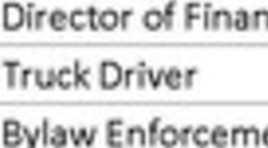 Director of Finan
Truck Driver
Bylaw Enforceme